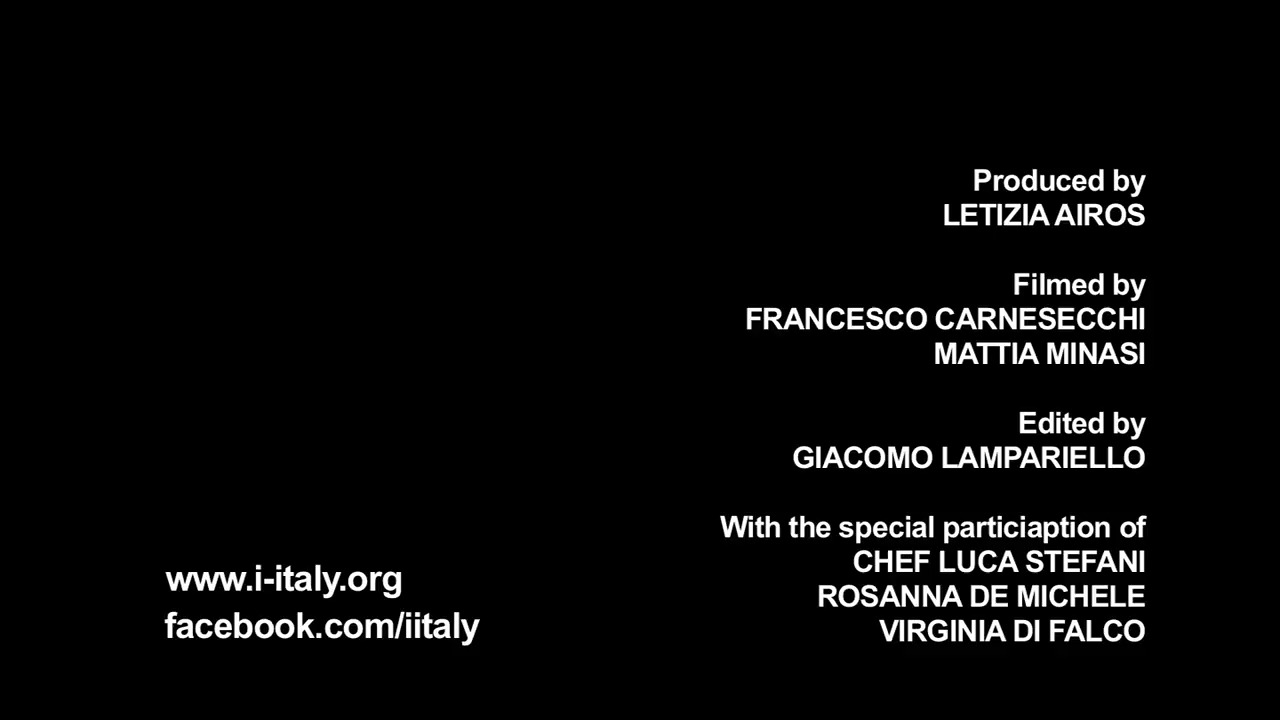 Produced by
LETIZIA AIROS
Filmed by
FRANCESCO CARNESECCHI
MATTIA MINASI
Edited by
GIACOMO LAMPARIELLO
With the special particiaption of
CHEF LUCA STEFANI
ROSANNA DE MICHELE
VIRGINIA DI FALCO
www.i-italy.org
facebook.com/iitaly